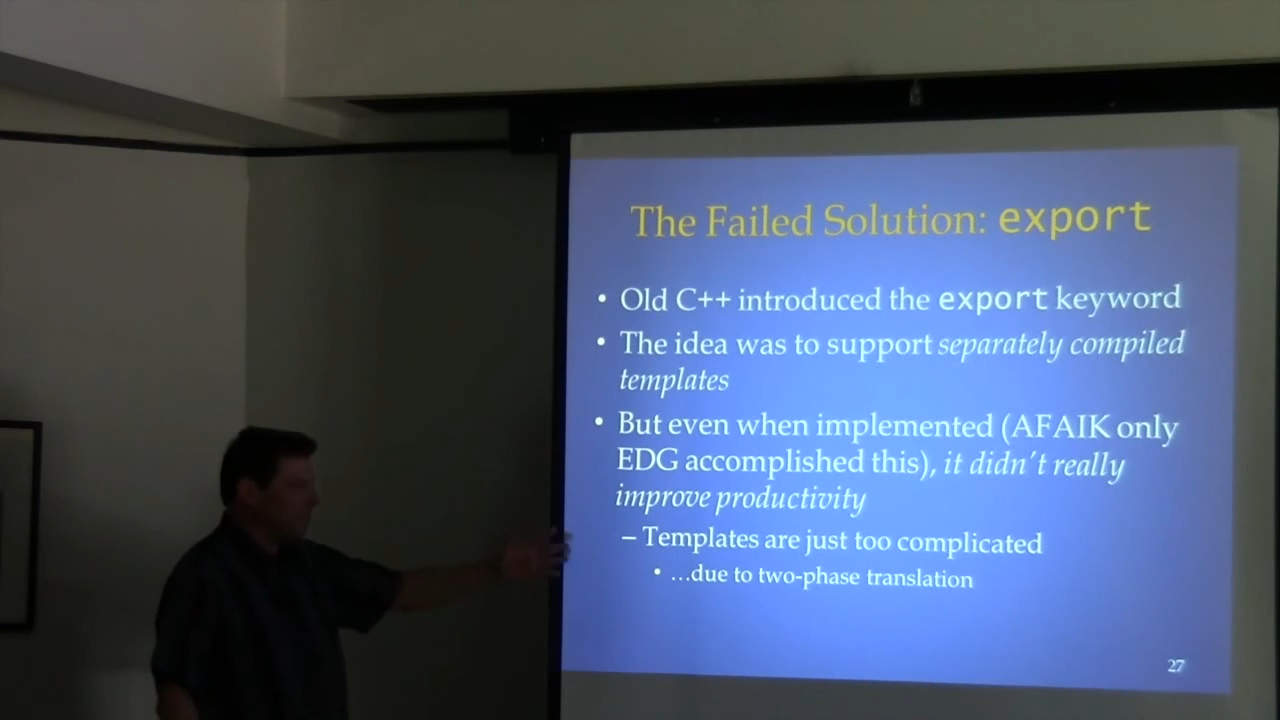 The Failed Solution: export
• Old C++ introduced the export keyword
• The idea was to support separately compiled
templates
• But even when implemented (AFAIK only
EDG accomplished this), it didn't really
improve productivity
– Templates are just too complicated
• …due to two-phase translation
27